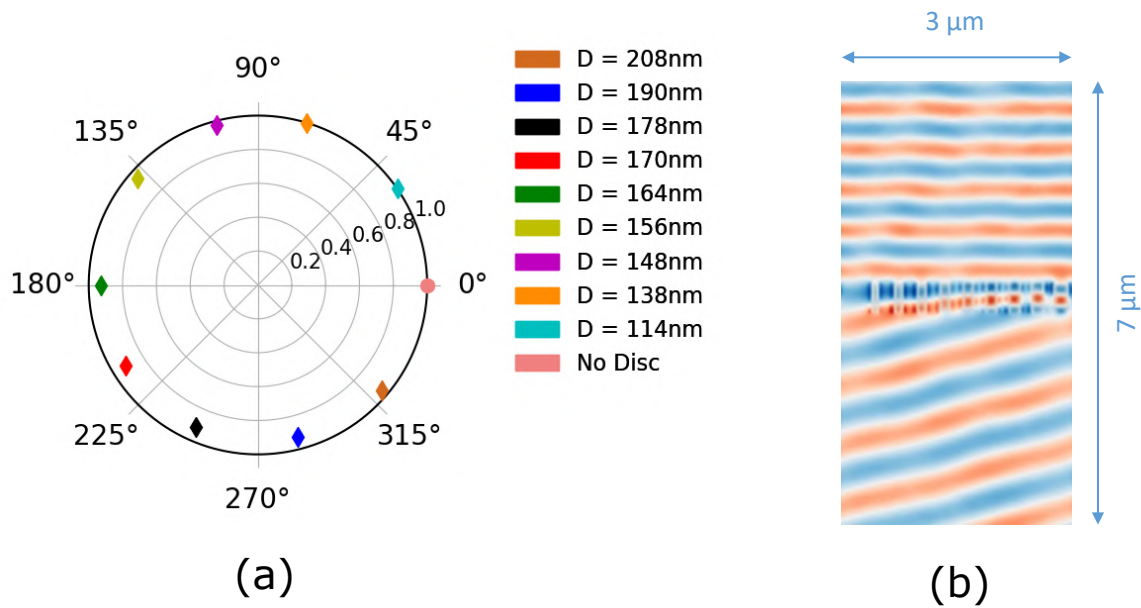 90°
135°
45°
180°
0°
225°
315°
270°
0.2
0.4
0.6
0.8
1.0
D = 208nm
D = 190nm
D = 178nm
D = 170nm
D = 164nm
D = 156nm
D = 148nm
D = 138nm
D = 114nm
No Disc
(a)
3 µm
7 µm
(b)